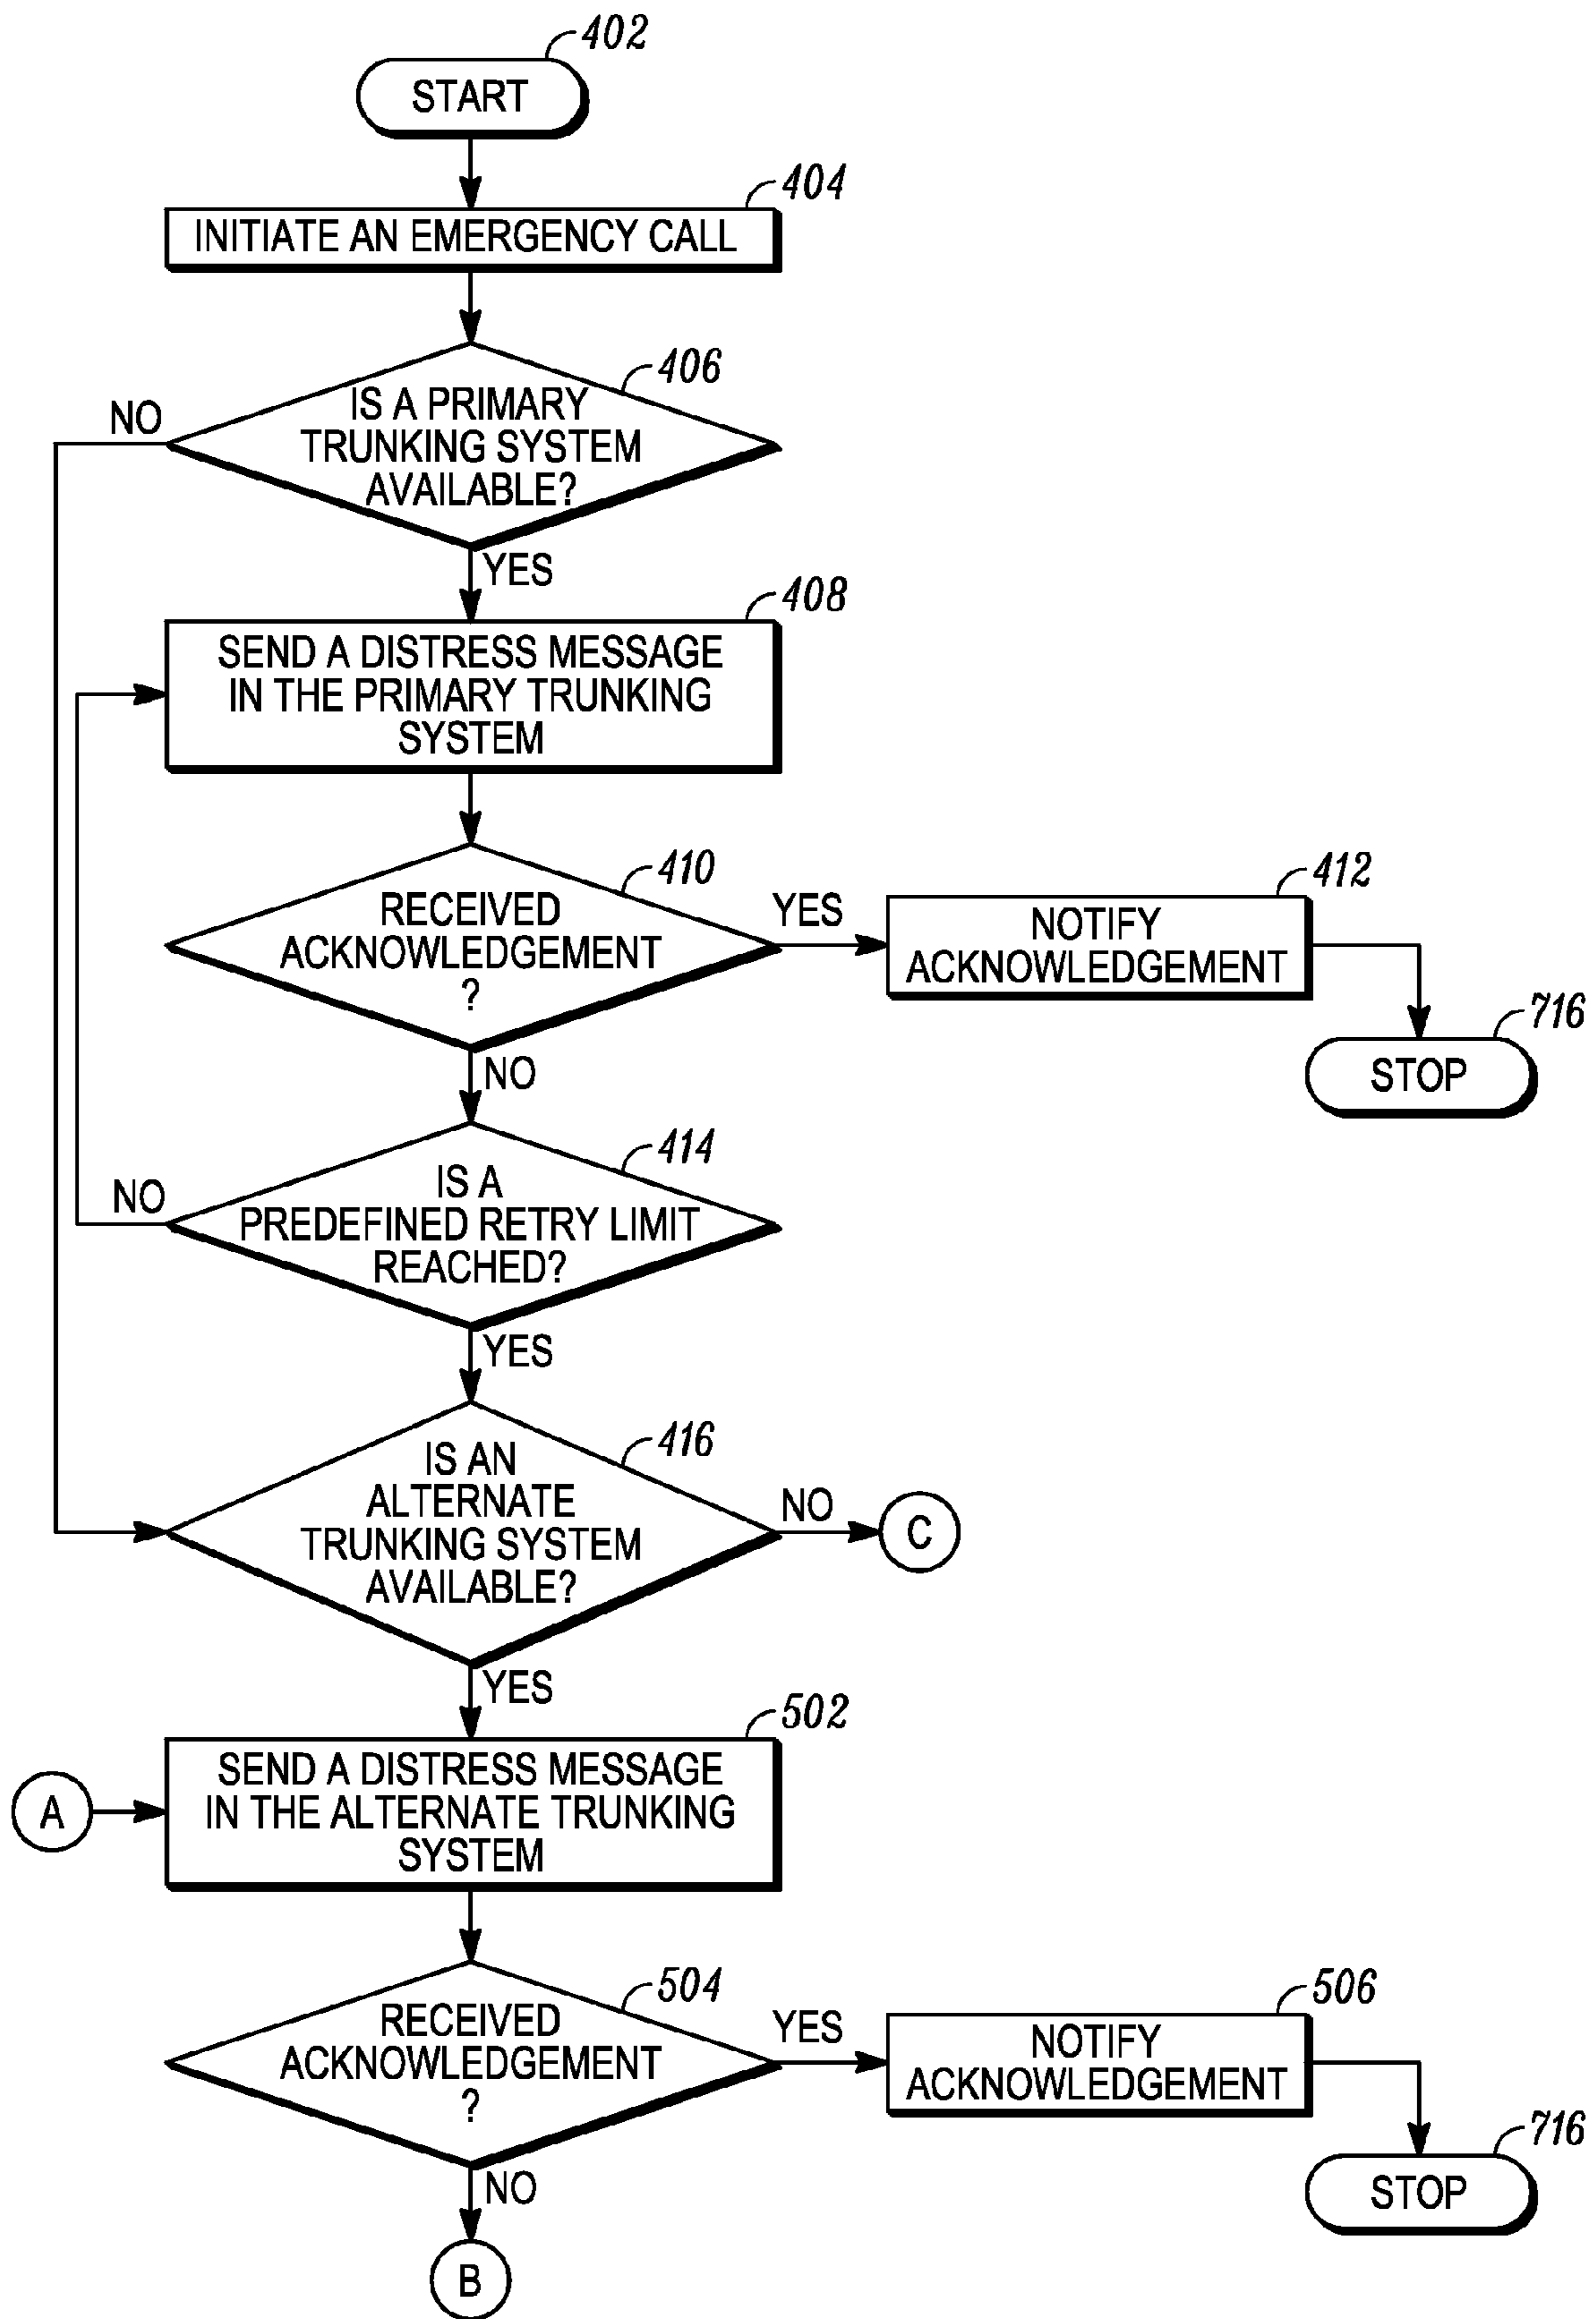 402
START
404
INITIATE AN EMERGENCY CALL
406
NO
IS A PRIMARY
TRUNKING SYSTEM
AVAILABLE?
YES
408
SEND A DISTRESS MESSAGE
IN THE PRIMARY TRUNKING
SYSTEM
410
RECEIVED
ACKNOWLEDGEMENT
?
YES
412
NOTIFY
ACKNOWLEDGEMENT
716
STOP
NO
414
NO
IS A
PREDEFINED RETRY LIMIT
REACHED?
YES
416
IS AN
ALTERNATE
TRUNKING SYSTEM
AVAILABLE?
NO
C
YES
502
A
SEND A DISTRESS MESSAGE
IN THE ALTERNATE TRUNKING
SYSTEM
504
RECEIVED
ACKNOWLEDGEMENT
?
YES
506
NOTIFY
ACKNOWLEDGEMENT
716
STOP
NO
B